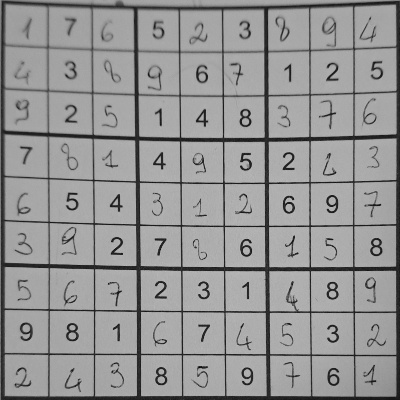 1 7 6 5 2 3 8 9 4
4 3 8 9 6 7 1 2 5
9 2 5 1 4 8 3 7 6
7 8 1 4 9 5 2 4 3
6 5 4 3 1 2 6 9 7
3 9 2 7 8 6 1 5 8
5 6 7 2 3 1 4 8 9
9 8 1 6 7 4 5 3 2
2 4 3 8 5 9 7 6 1